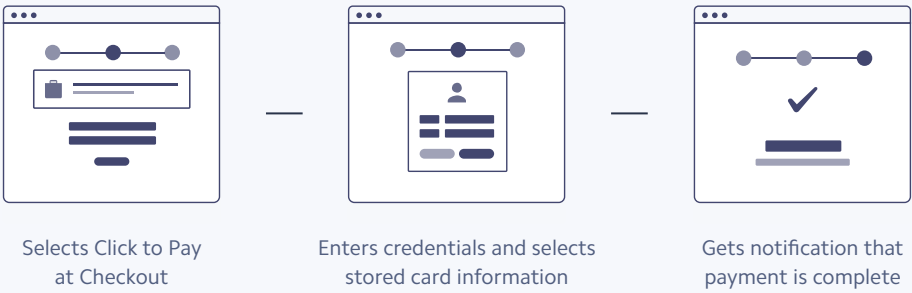 Selects Click to Pay
at Checkout
Enters credentials and selects
stored card information
Gets notification that
payment is complete